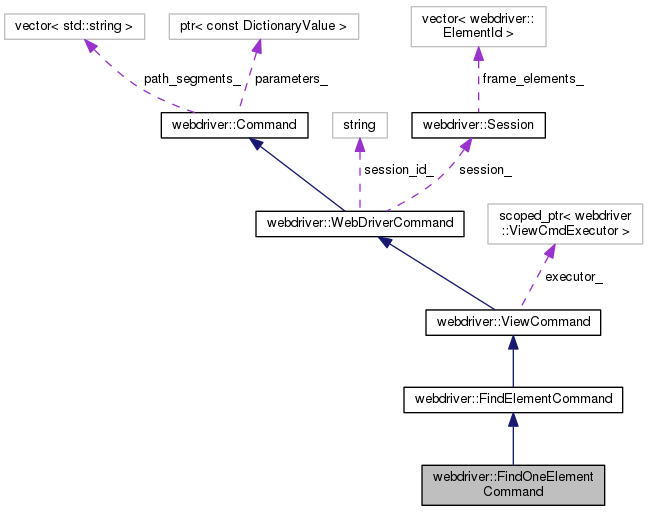 vector< std::string >
ptr< const DictionaryValue >
vector< webdriver::
ElementId >
path_segments_
parameters_
frame_elements_
webdriver::Command
string
webdriver::Session
session_id_
session_
webdriver::WebDriverCommand
scoped_ptr< webdriver
::ViewCmdExecutor >
executor_
webdriver::ViewCommand
webdriver::FindElementCommand
webdriver::FindOneElement
Command